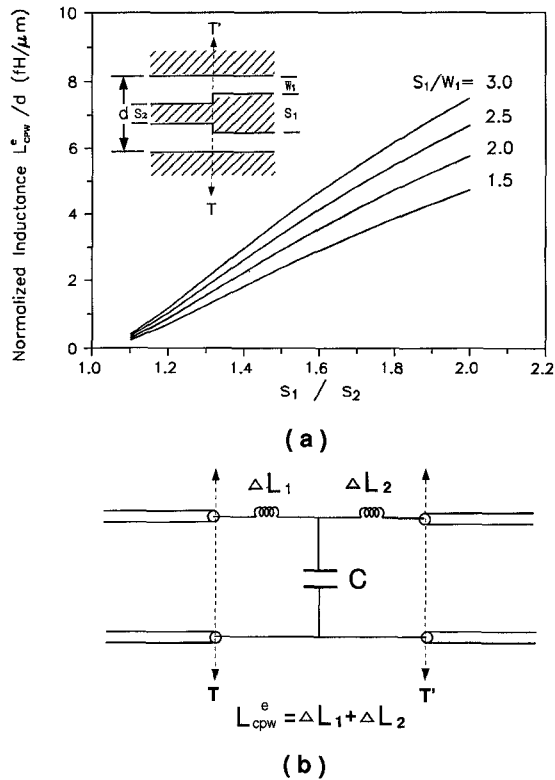 Normalized Inductance L^e_cpw /d (fH/μm)
10
8
6
4
2
0
1.0 1.2 1.4 1.6 1.8 2.0 2.2
S₁ / S₂
T'
W₁
d S₂ S₁
T
S₁/W₁= 3.0
2.5
2.0
1.5
(a)
△L₁ △L₂
C
T T'
L^e_cpw = △L₁ + △L₂
(b)